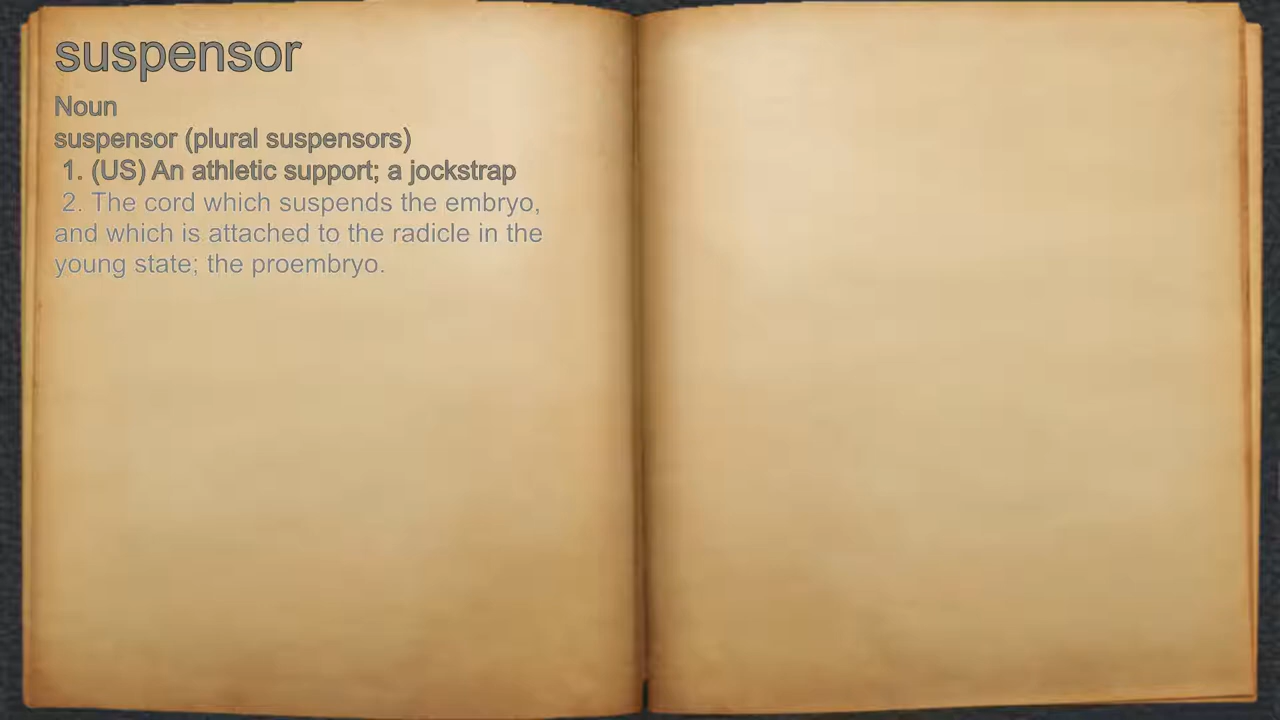 suspensor
Noun
suspensor (plural suspensors)
1. (US) An athletic support; a jockstrap
2. The cord which suspends the embryo,
and which is attached to the radicle in the
young state; the proembryo.